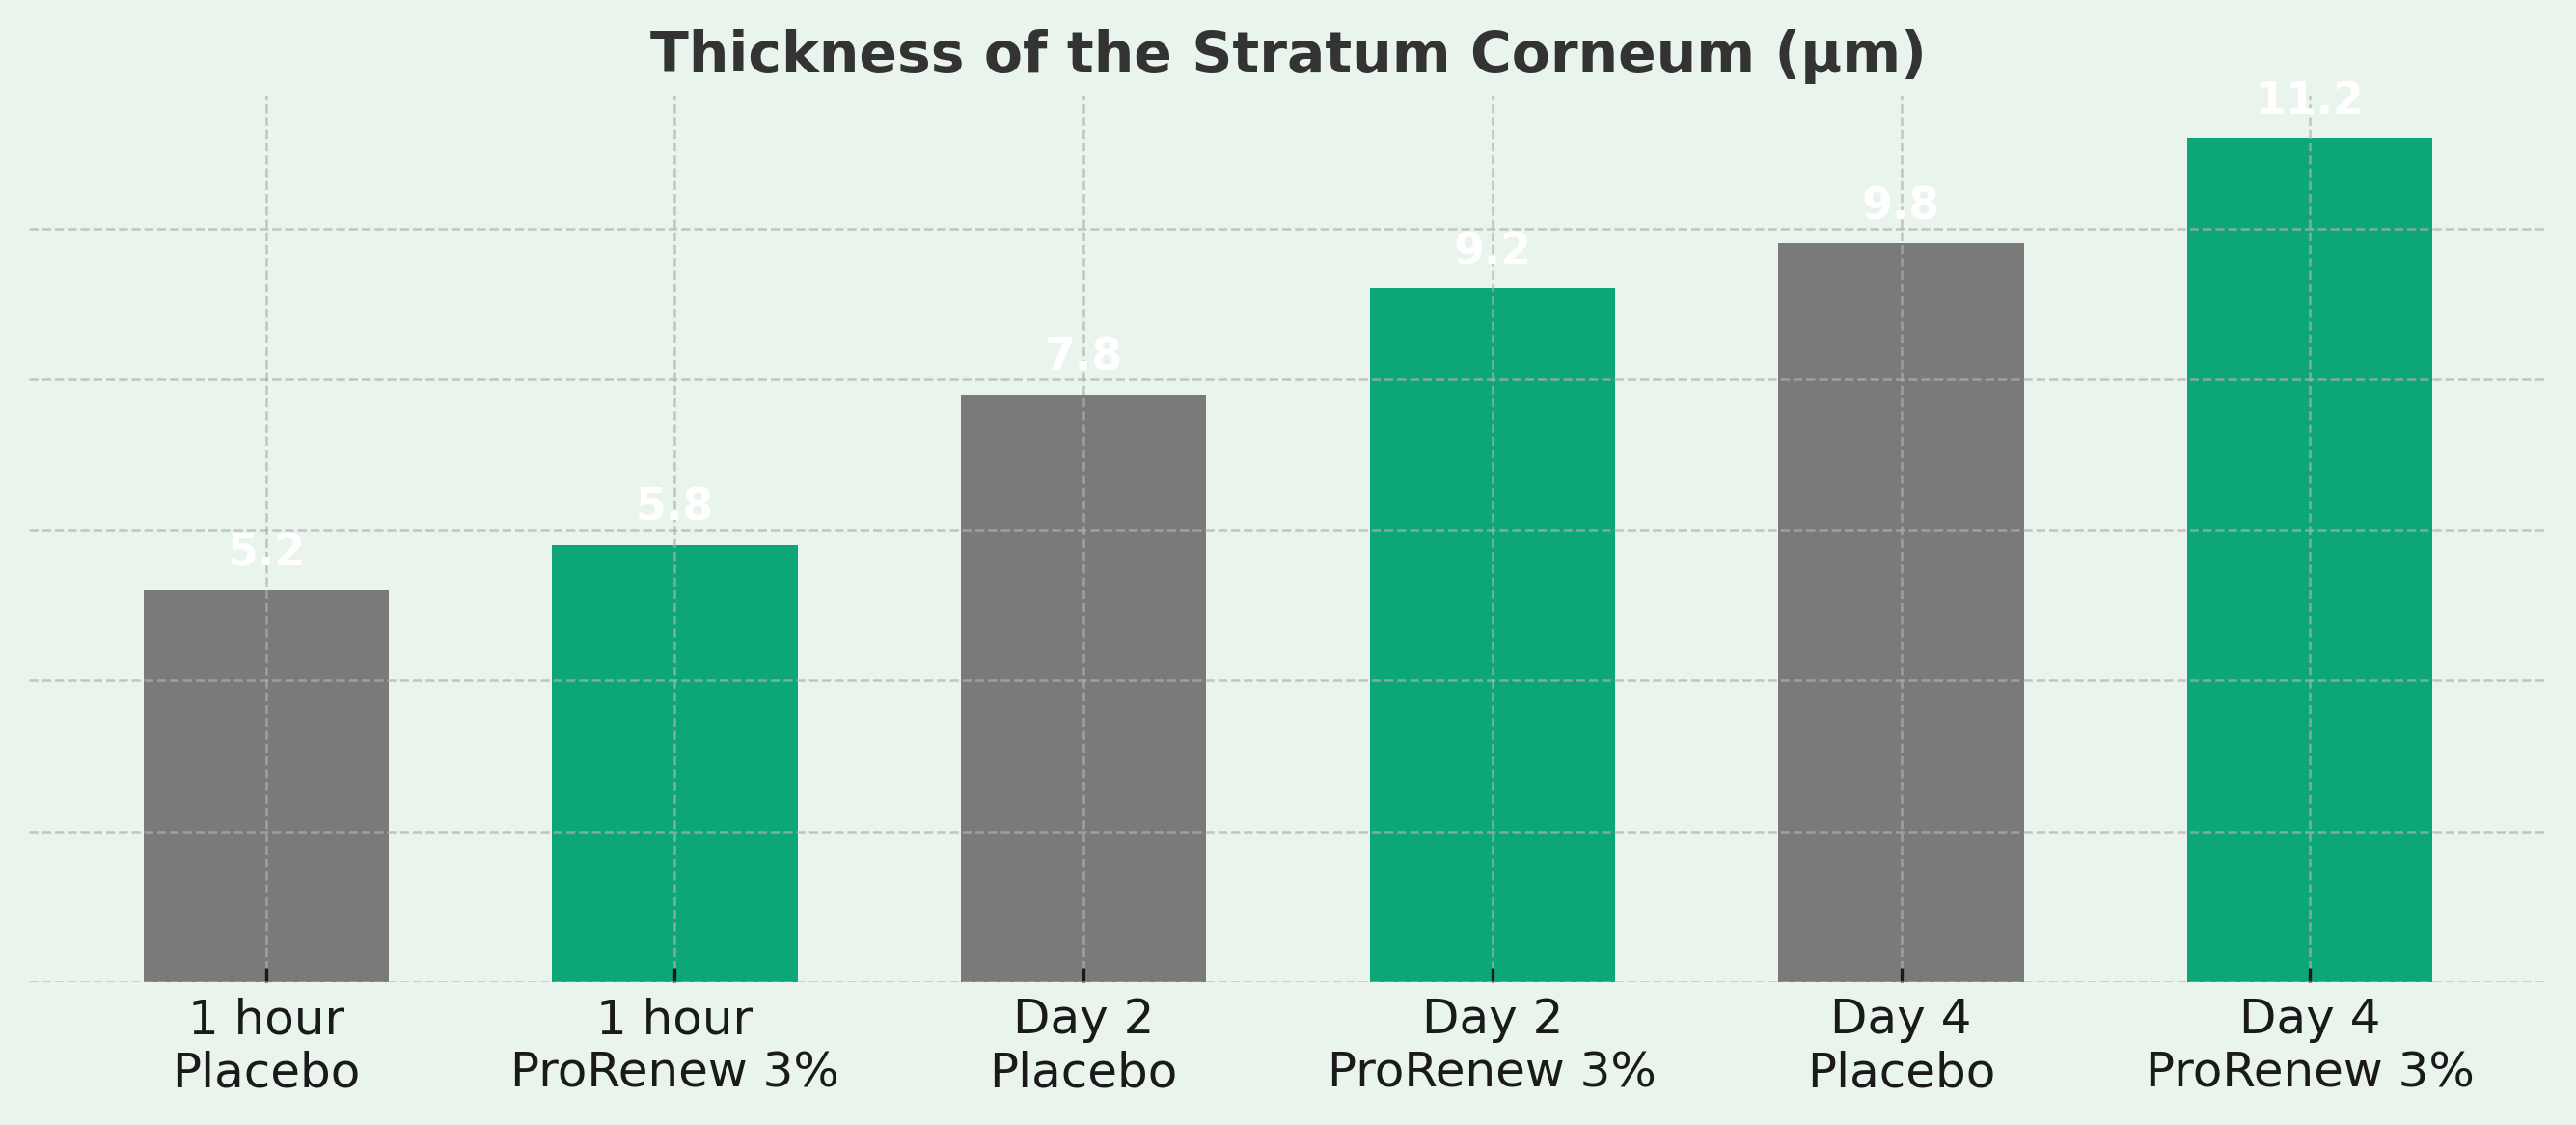 Thickness of the Stratum Corneum (μm)
11.2
9.8
9.2
7.8
5.8
5.2
1 hour
Placebo
1 hour
ProRenew 3%
Day 2
Placebo
Day 2
ProRenew 3%
Day 4
Placebo
Day 4
ProRenew 3%